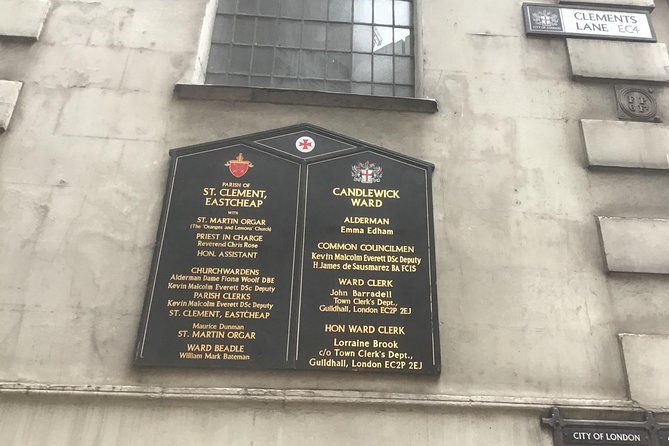 CLEMENTS
LANE EC4
PARISH OF
ST. CLEMENT,
EASTCHEAP
WITH
ST. MARTIN ORGAR
(The 'Oranges and Lemons' Church)
PRIEST IN CHARGE
Reverend Chris Rose
HON. ASSISTANT
CHURCHWARDENS
Alderman Dame Fiona Woolf DBE
Kevin Malcolm Everett DSc Deputy
PARISH CLERKS
Kevin Malcolm Everett DSc Deputy
ST. CLEMENT, EASTCHEAP
Maurice Dunman
ST. MARTIN ORGAR
WARD BEADLE
William Mark Bateman
CANDLEWICK
WARD
ALDERMAN
Emma Edham
COMMON COUNCILMEN
Kevin Malcolm Everett DSc Deputy
H. James de Sausmarez BA FCIS
WARD CLERK
John Barradell
Town Clerk's Dept.,
Guildhall, London EC2P 2EJ
HON WARD CLERK
Lorraine Brook
c/o Town Clerk's Dept.,
Guildhall, London EC2P 2EJ
CITY OF LONDON